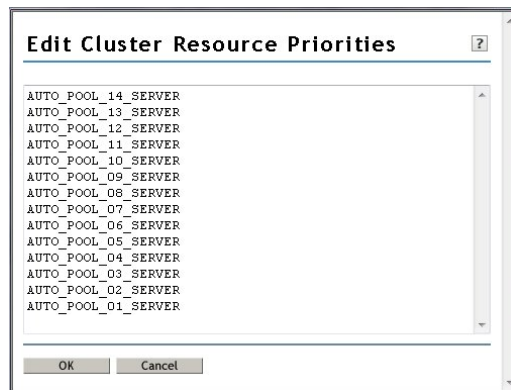 Edit Cluster Resource Priorities
?
AUTO_POOL_14_SERVER
AUTO_POOL_13_SERVER
AUTO_POOL_12_SERVER
AUTO_POOL_11_SERVER
AUTO_POOL_10_SERVER
AUTO_POOL_09_SERVER
AUTO_POOL_08_SERVER
AUTO_POOL_07_SERVER
AUTO_POOL_06_SERVER
AUTO_POOL_05_SERVER
AUTO_POOL_04_SERVER
AUTO_POOL_03_SERVER
AUTO_POOL_02_SERVER
AUTO_POOL_01_SERVER
OK Cancel